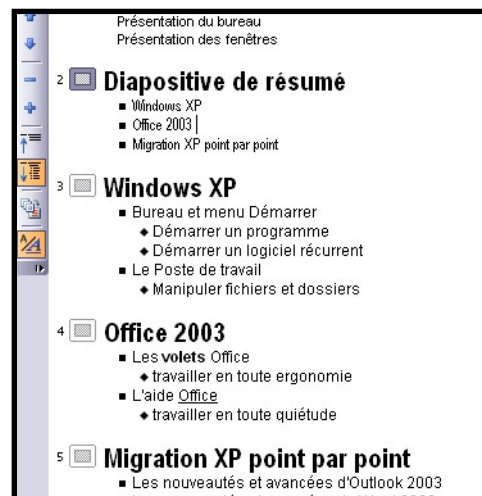 Présentation du bureau
Présentation des fenêtres
2 Diapositive de résumé
■ Windows XP
■ Office 2003
■ Migration XP point par point
3 Windows XP
■ Bureau et menu Démarrer
◆ Démarrer un programme
◆ Démarrer un logiciel récurrent
■ Le Poste de travail
◆ Manipuler fichiers et dossiers
4 Office 2003
■ Les volets Office
◆ travailler en toute ergonomie
■ L'aide Office
◆ travailler en toute quiétude
5 Migration XP point par point
■ Les nouveautés et avancées d'Outlook 2003